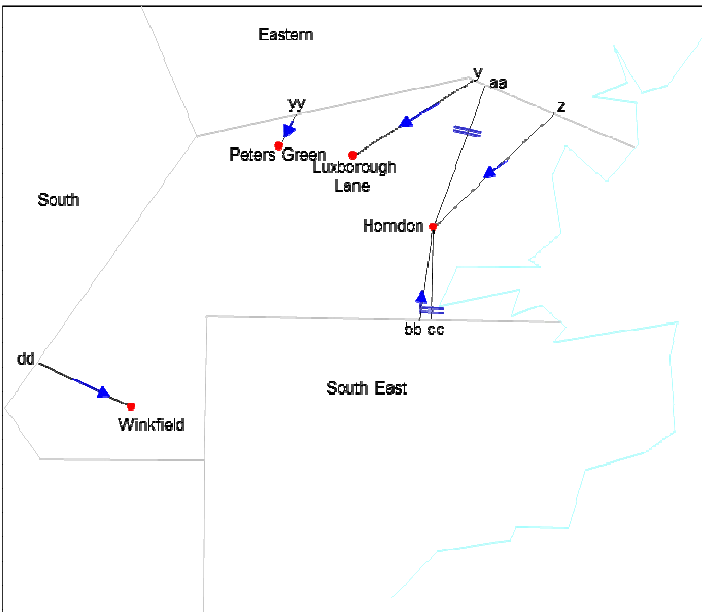 Eastern
v
aa
yy
z
Peters Green
Luxborough
Lane
South
Horndon
bb cc
dd
South East
Winkfield